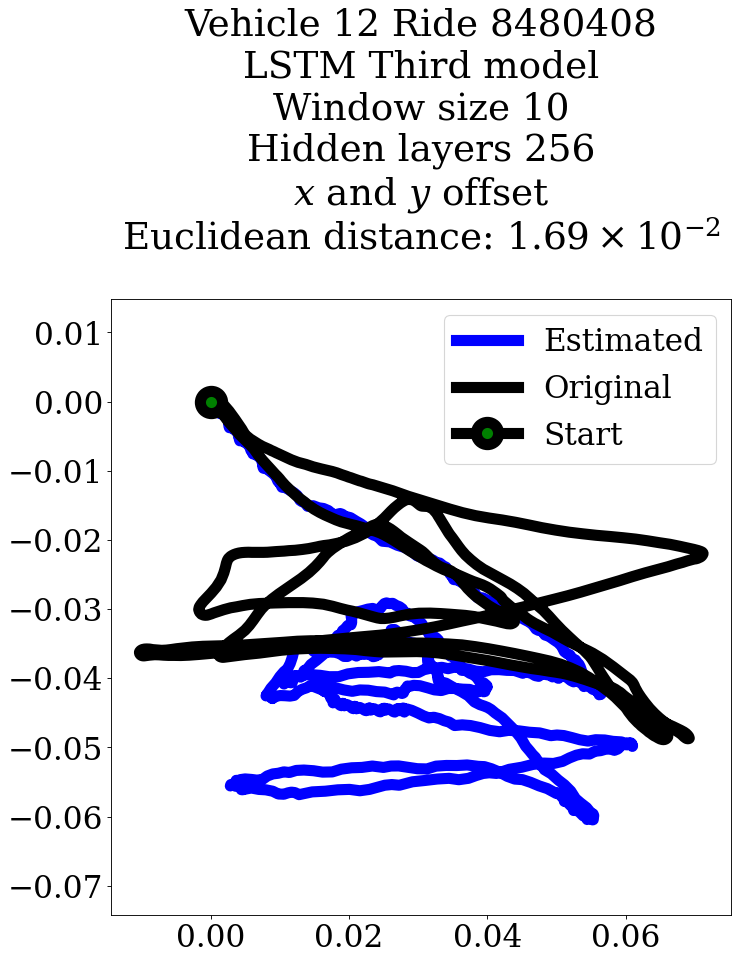 Vehicle 12 Ride 8480408
LSTM Third model
Window size 10
Hidden layers 256
x and y offset
Euclidean distance: 1.69 × 10⁻²
Estimated
Original
Start
0.01
0.00
−0.01
−0.02
−0.03
−0.04
−0.05
−0.06
−0.07
0.00 0.02 0.04 0.06